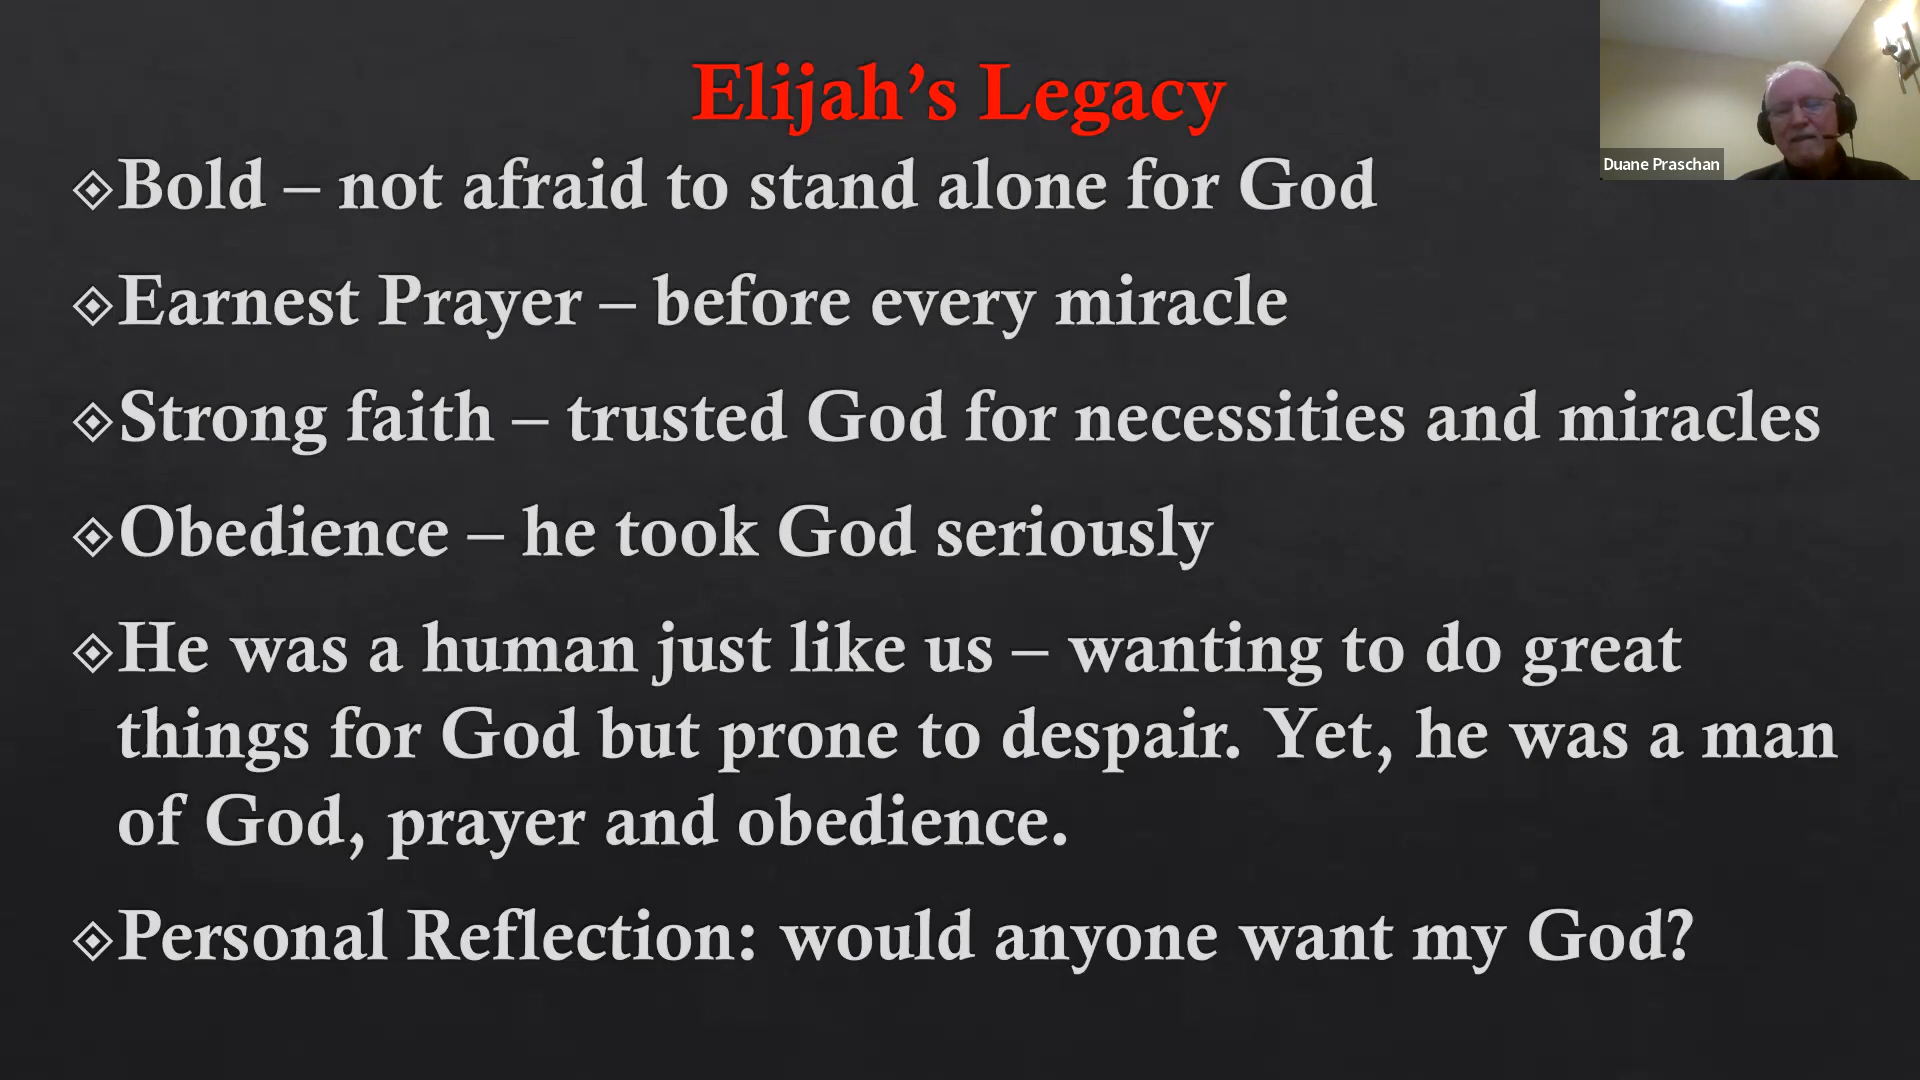 Elijah’s Legacy
Duane Praschan
Bold – not afraid to stand alone for God
Earnest Prayer – before every miracle
Strong faith – trusted God for necessities and miracles
Obedience – he took God seriously
He was a human just like us – wanting to do great
things for God but prone to despair. Yet, he was a man
of God, prayer and obedience.
Personal Reflection: would anyone want my God?